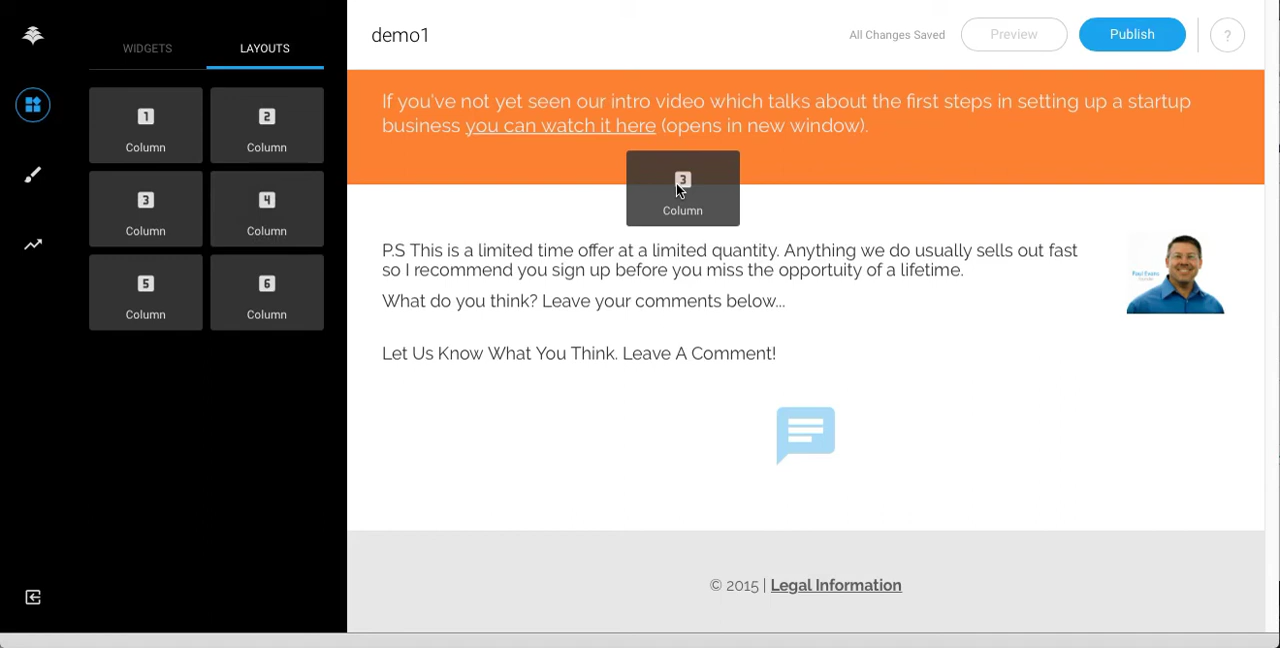 WIDGETS
LAYOUTS
1
Column
2
Column
3
Column
4
Column
5
Column
6
Column
demo1
All Changes Saved
Preview
Publish
?
If you've not yet seen our intro video which talks about the first steps in setting up a startup
business you can watch it here (opens in new window).
3
Column
P.S This is a limited time offer at a limited quantity. Anything we do usually sells out fast
so I recommend you sign up before you miss the opportuity of a lifetime.
What do you think? Leave your comments below...
Let Us Know What You Think. Leave A Comment!
© 2015 | Legal Information